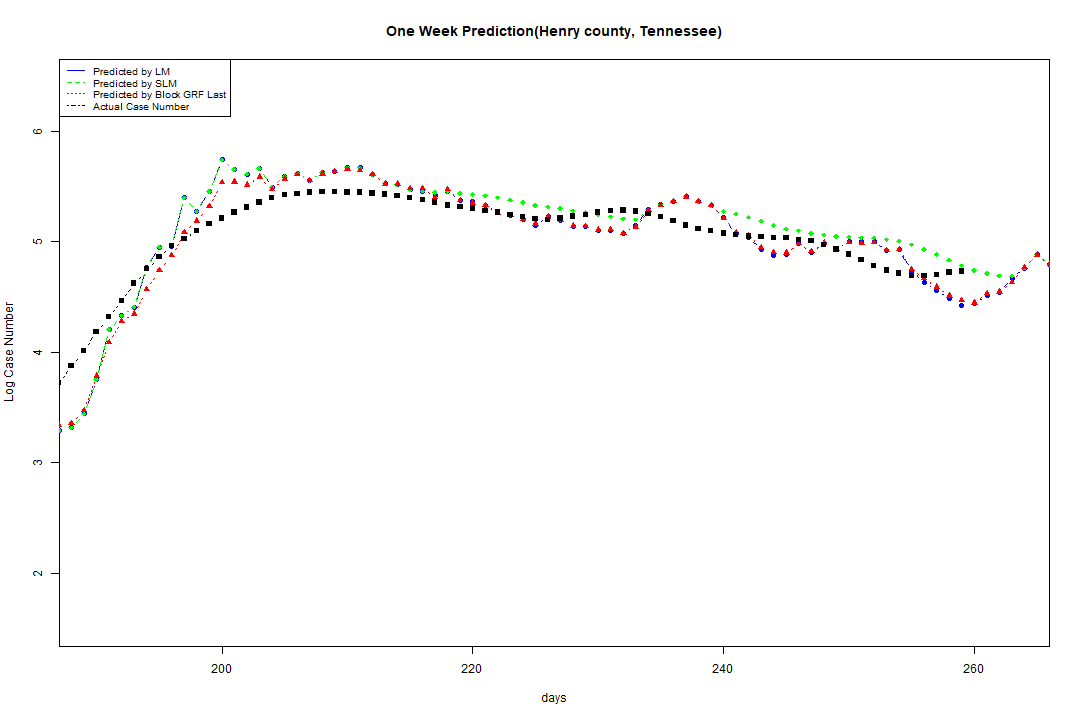 One Week Prediction(Henry county, Tennessee)
Predicted by LM
Predicted by SLM
Predicted by Block GRF Last
Actual Case Number
6
5
4
3
2
Log Case Number
200
220
240
260
days